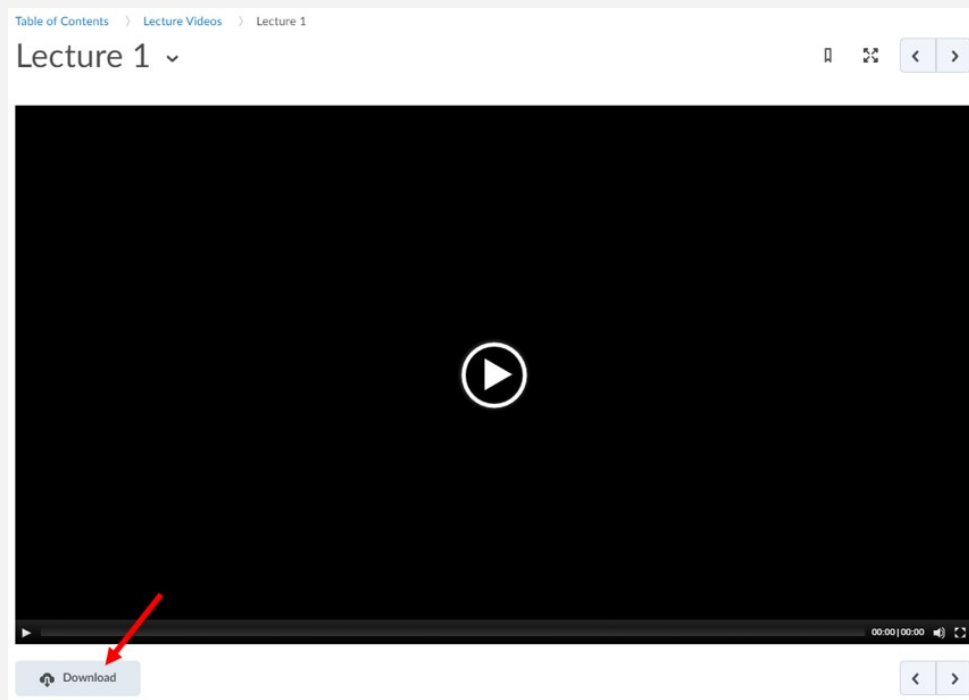 Table of Contents > Lecture Videos > Lecture 1
Lecture 1
00:00|00:00
Download